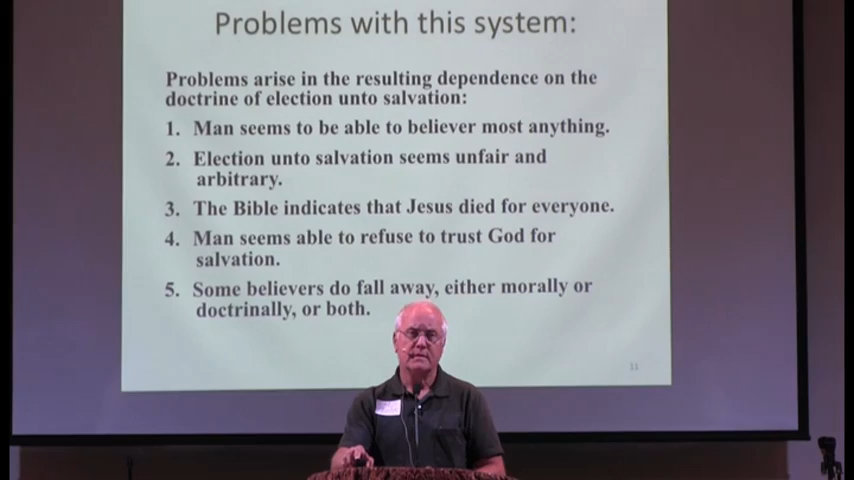 Problems with this system:
Problems arise in the resulting dependence on the
doctrine of election unto salvation:
1. Man seems to be able to believer most anything.
2. Election unto salvation seems unfair and
arbitrary.
3. The Bible indicates that Jesus died for everyone.
4. Man seems able to refuse to trust God for
salvation.
5. Some believers do fall away, either morally or
doctrinally, or both.
11